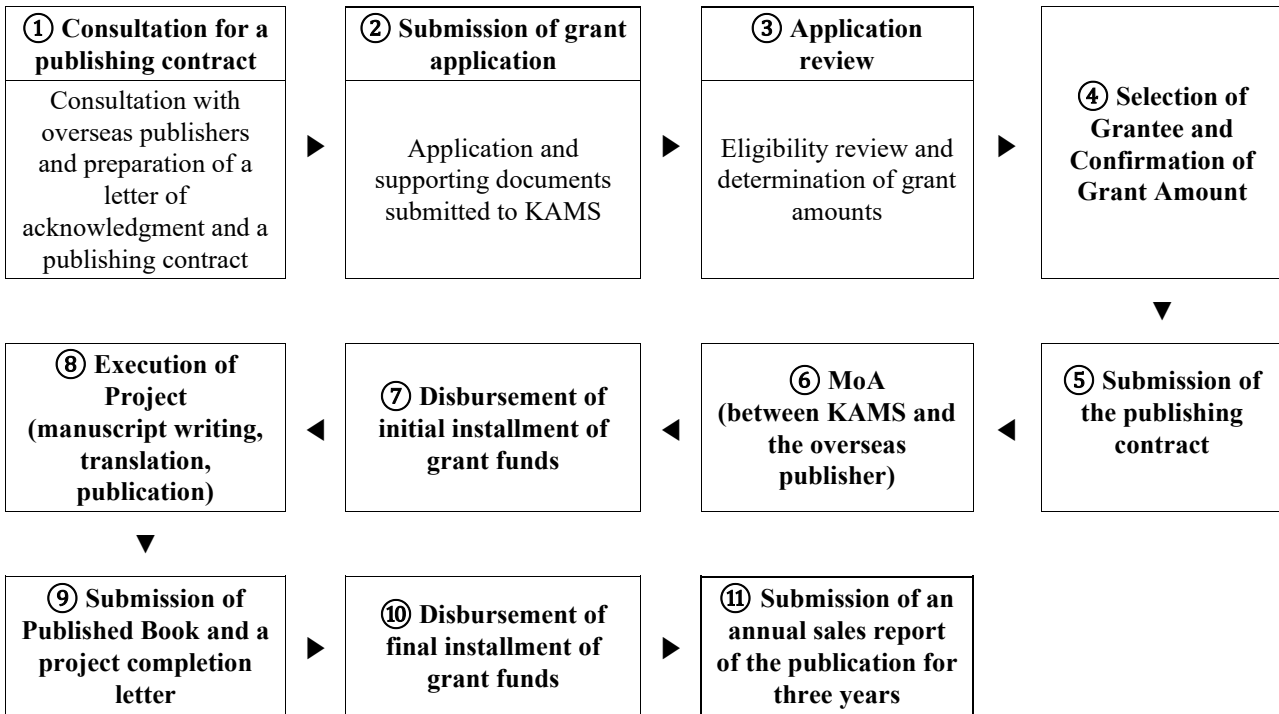 ① Consultation for a
publishing contract
Consultation with
overseas publishers
and preparation of a
letter of
acknowledgment and a
publishing contract
② Submission of grant
application
Application and
supporting documents
submitted to KAMS
③ Application
review
Eligibility review and
determination of grant
amounts
④ Selection of
Grantee and
Confirmation of
Grant Amount
⑤ Submission of
the publishing
contract
⑥ MoA
(between KAMS and
the overseas
publisher)
⑦ Disbursement of
initial installment of
grant funds
⑧ Execution of
Project
(manuscript writing,
translation,
publication)
⑨ Submission of
Published Book and a
project completion
letter
⑩ Disbursement of
final installment of
grant funds
⑪ Submission of an
annual sales report
of the publication for
three years